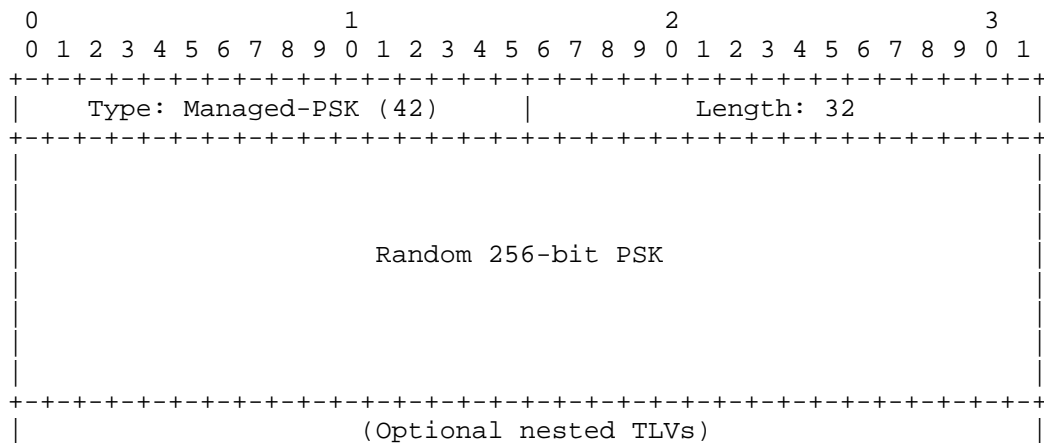 0                   1                   2                   3
 0 1 2 3 4 5 6 7 8 9 0 1 2 3 4 5 6 7 8 9 0 1 2 3 4 5 6 7 8 9 0 1
+-+-+-+-+-+-+-+-+-+-+-+-+-+-+-+-+-+-+-+-+-+-+-+-+-+-+-+-+-+-+-+-+
|    Type: Managed-PSK (42)     |          Length: 32           |
+-+-+-+-+-+-+-+-+-+-+-+-+-+-+-+-+-+-+-+-+-+-+-+-+-+-+-+-+-+-+-+-+
|                                                               |
|                                                               |
|                                                               |
|                      Random 256-bit PSK                       |
|                                                               |
|                                                               |
|                                                               |
|                                                               |
+-+-+-+-+-+-+-+-+-+-+-+-+-+-+-+-+-+-+-+-+-+-+-+-+-+-+-+-+-+-+-+-+
|                     (Optional nested TLVs)                    |